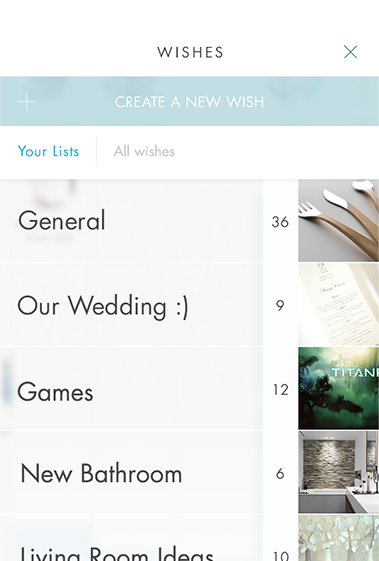 WISHES
CREATE A NEW WISH
Your Lists
All wishes
General
36
Our Wedding :)
9
Games
12
TITANF
New Bathroom
6
Living Room Ideas
10